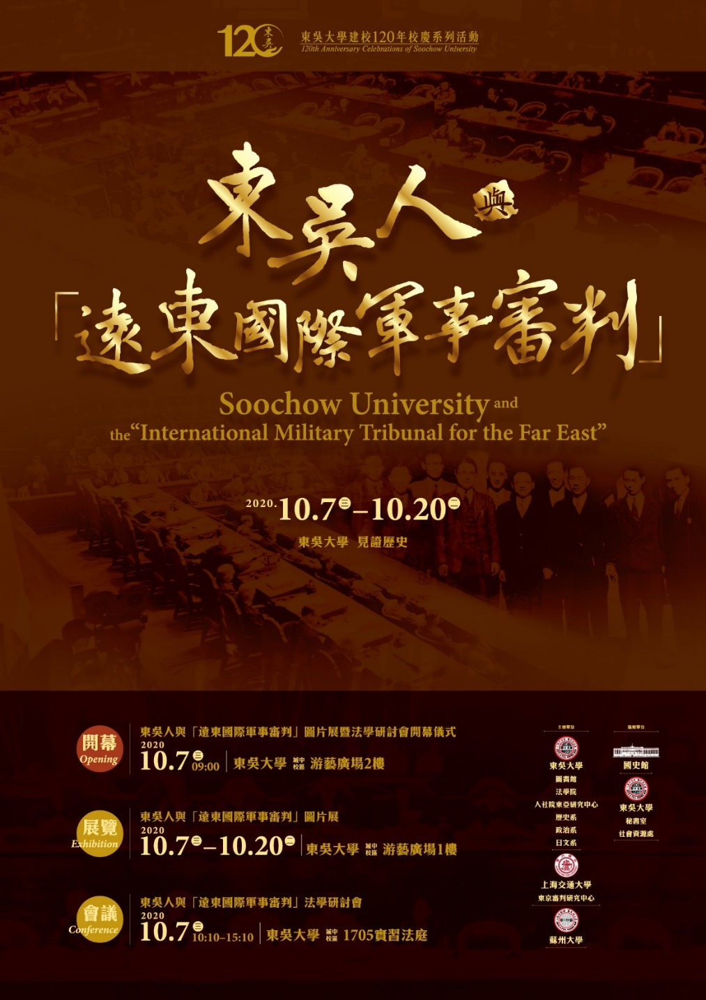 120 東吳
東吳大學建校120年校慶系列活動
120th Anniversary Celebrations of Soochow University
東吳人與
「遠東國際軍事審判」
Soochow University and
the“International Military Tribunal for the Far East”
2020.10.7㊂–10.20㊁
東吳大學 見證歷史
開幕
Opening
東吳人與「遠東國際軍事審判」圖片展暨法學研討會開幕儀式
2020
10.7㊂09:00 東吳大學 城中校區 游藝廣場2樓
展覽
Exhibition
東吳人與「遠東國際軍事審判」圖片展
2020
10.7㊂–10.20㊁ 東吳大學 城中校區 游藝廣場1樓
會議
Conference
東吳人與「遠東國際軍事審判」法學研討會
2020
10.7㊂10:10–15:10 東吳大學 城中校區 1705實習法庭
主辦單位
東吳大學
圖書館
法學院
人社院東亞研究中心
歷史系
政治系
日文系
上海交通大學
東京審判研究中心
蘇州大學
協辦單位
國史館
東吳大學
秘書室
社會資源處